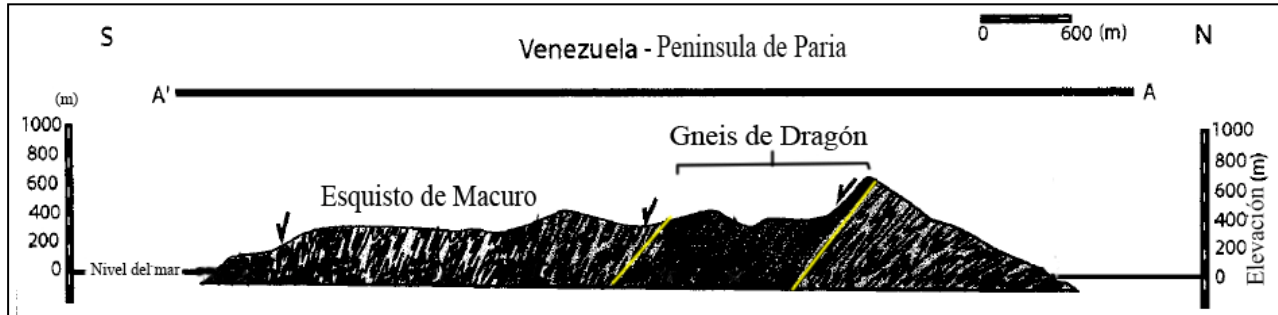 S
Venezuela - Peninsula de Paria
0 600 (m)
N
A'
A
(m)
1000
800
600
400
200
0
Gneis de Dragón
Esquisto de Macuro
Nivel del mar
1000
800
600
400
200
0
Elevación (m)